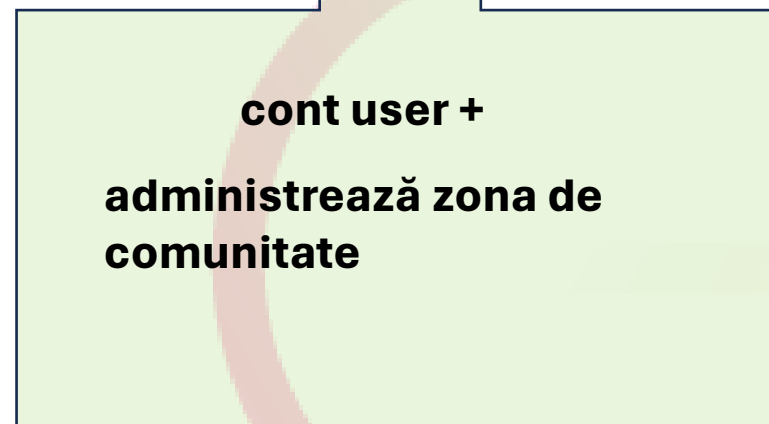 cont user +
administrează zona de
comunitate